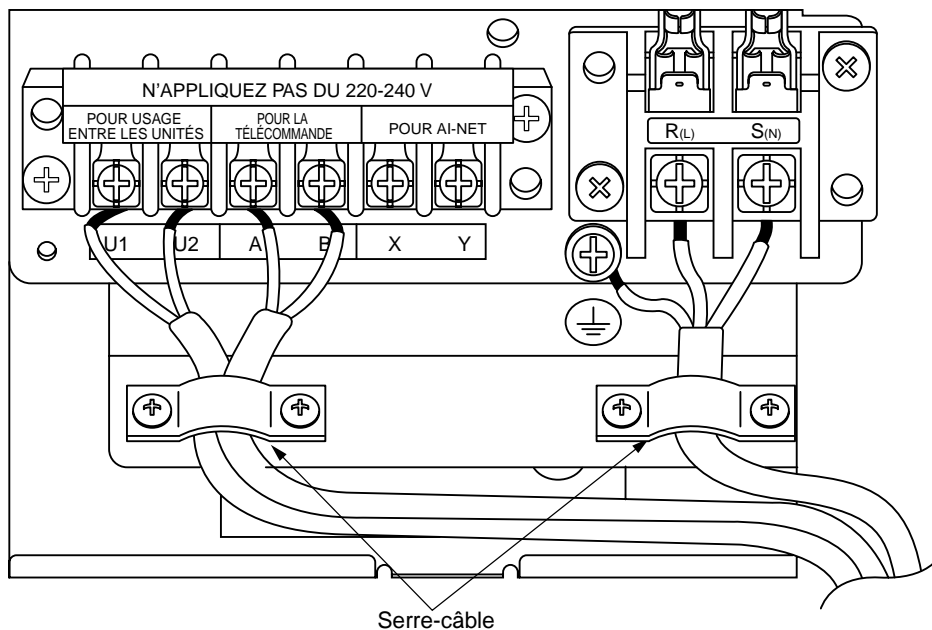 N'APPLIQUEZ PAS DU 220-240 V
POUR USAGE
ENTRE LES UNITÉS
POUR LA
TÉLÉCOMMANDE
POUR AI-NET
R(L) S(N)
U1 U2 A B X Y
Serre-câble